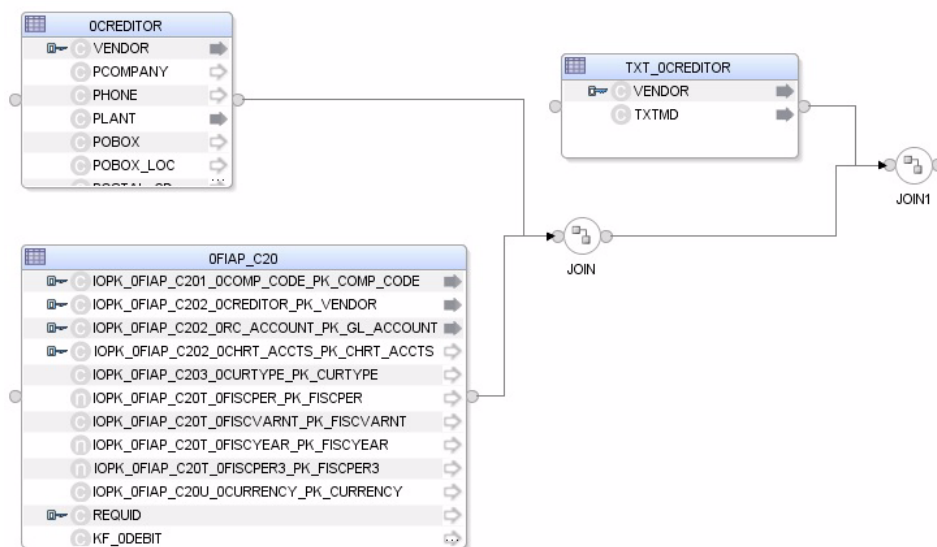 0CREDITOR
VENDOR
PCOMPANY
PHONE
PLANT
POBOX
POBOX_LOC
TXT_0CREDITOR
VENDOR
TXTMD
JOIN1
JOIN
0FIAP_C20
IOPK_0FIAP_C201_0COMP_CODE_PK_COMP_CODE
IOPK_0FIAP_C202_0CREDITOR_PK_VENDOR
IOPK_0FIAP_C202_0RC_ACCOUNT_PK_GL_ACCOUNT
IOPK_0FIAP_C202_0CHRT_ACCTS_PK_CHRT_ACCTS
IOPK_0FIAP_C203_0CURTYPE_PK_CURTYPE
IOPK_0FIAP_C20T_0FISCPER_PK_FISCPER
IOPK_0FIAP_C20T_0FISCVARNT_PK_FISCVARNT
IOPK_0FIAP_C20T_0FISCYEAR_PK_FISCYEAR
IOPK_0FIAP_C20T_0FISCPER3_PK_FISCPER3
IOPK_0FIAP_C20U_0CURRENCY_PK_CURRENCY
REQUID
KF_0DEBIT